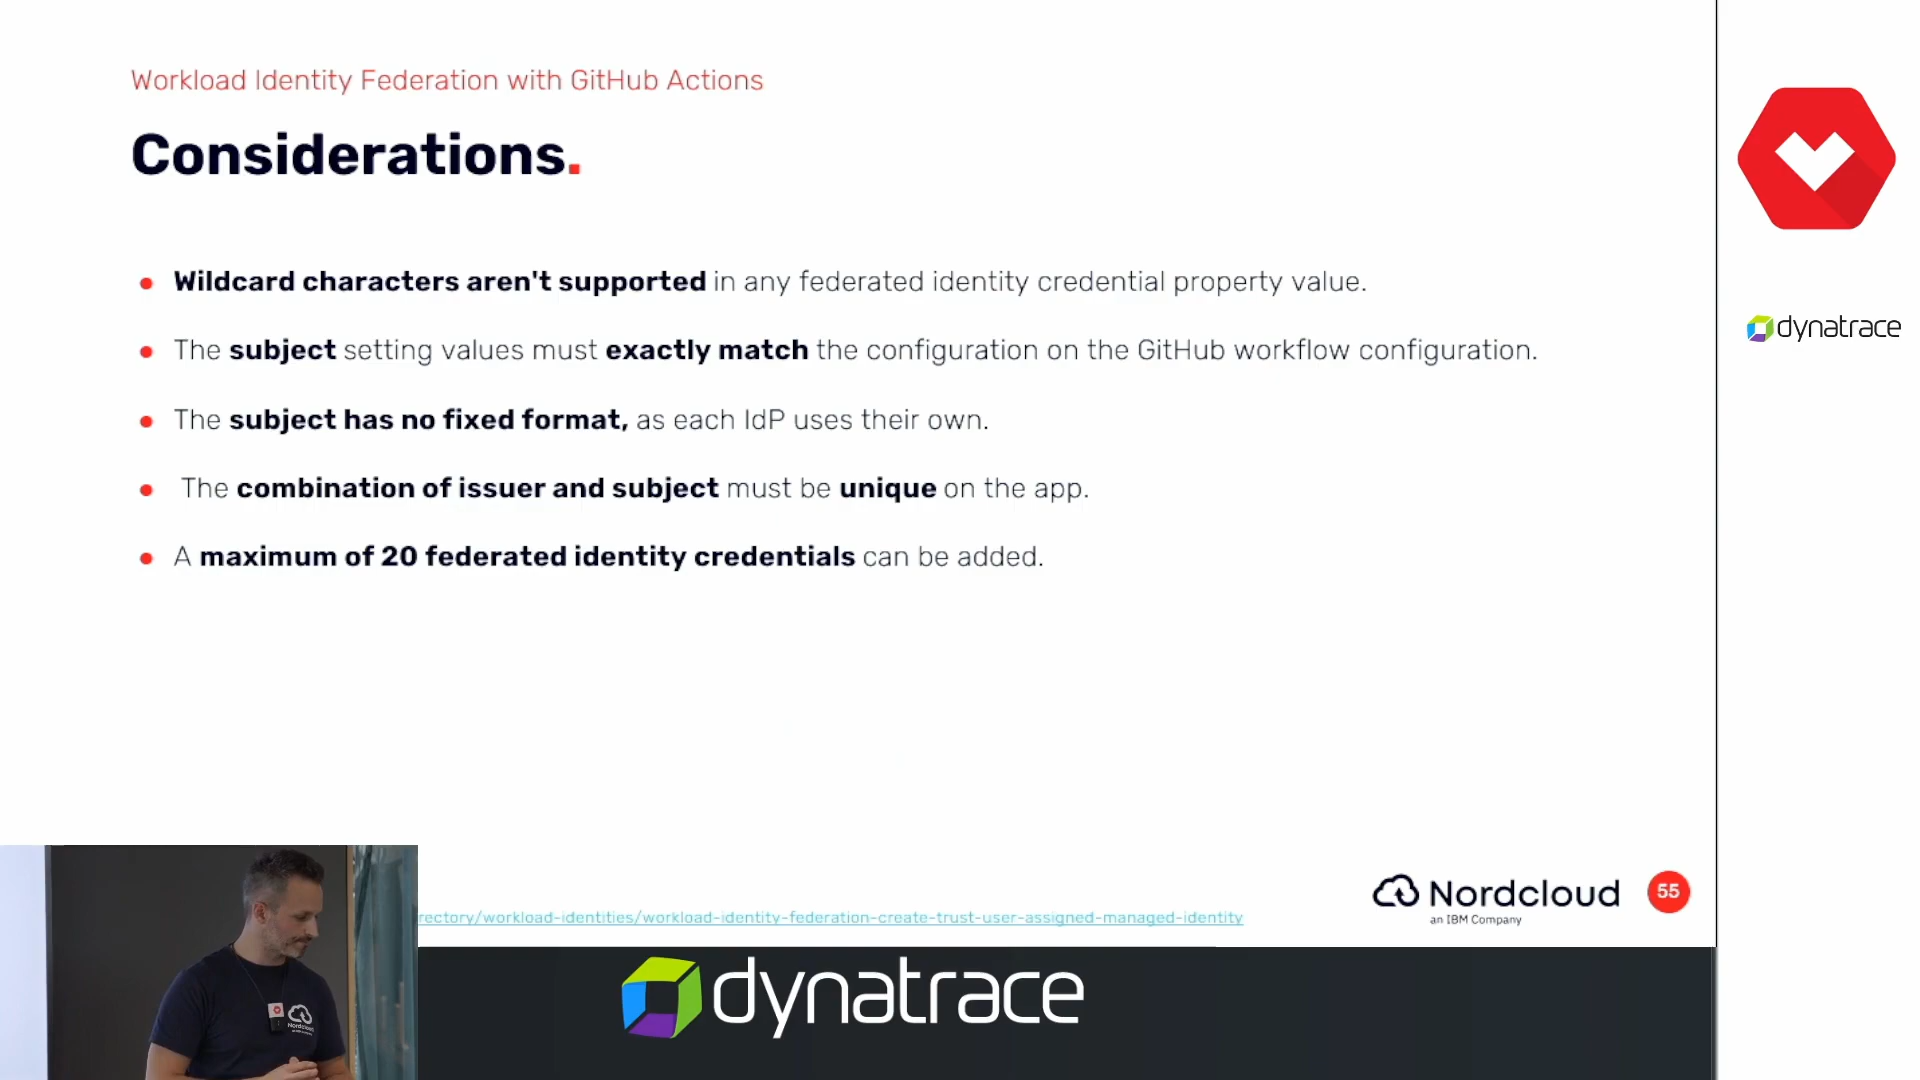 Workload Identity Federation with GitHub Actions
Considerations.
Wildcard characters aren't supported in any federated identity credential property value.
The subject setting values must exactly match the configuration on the GitHub workflow configuration.
The subject has no fixed format, as each IdP uses their own.
The combination of issuer and subject must be unique on the app.
A maximum of 20 federated identity credentials can be added.
rectory/workload-identities/workload-identity-federation-create-trust-user-assigned-managed-identity
Nordcloud
an IBM Company
55
dynatrace
dynatrace
Nordcloud